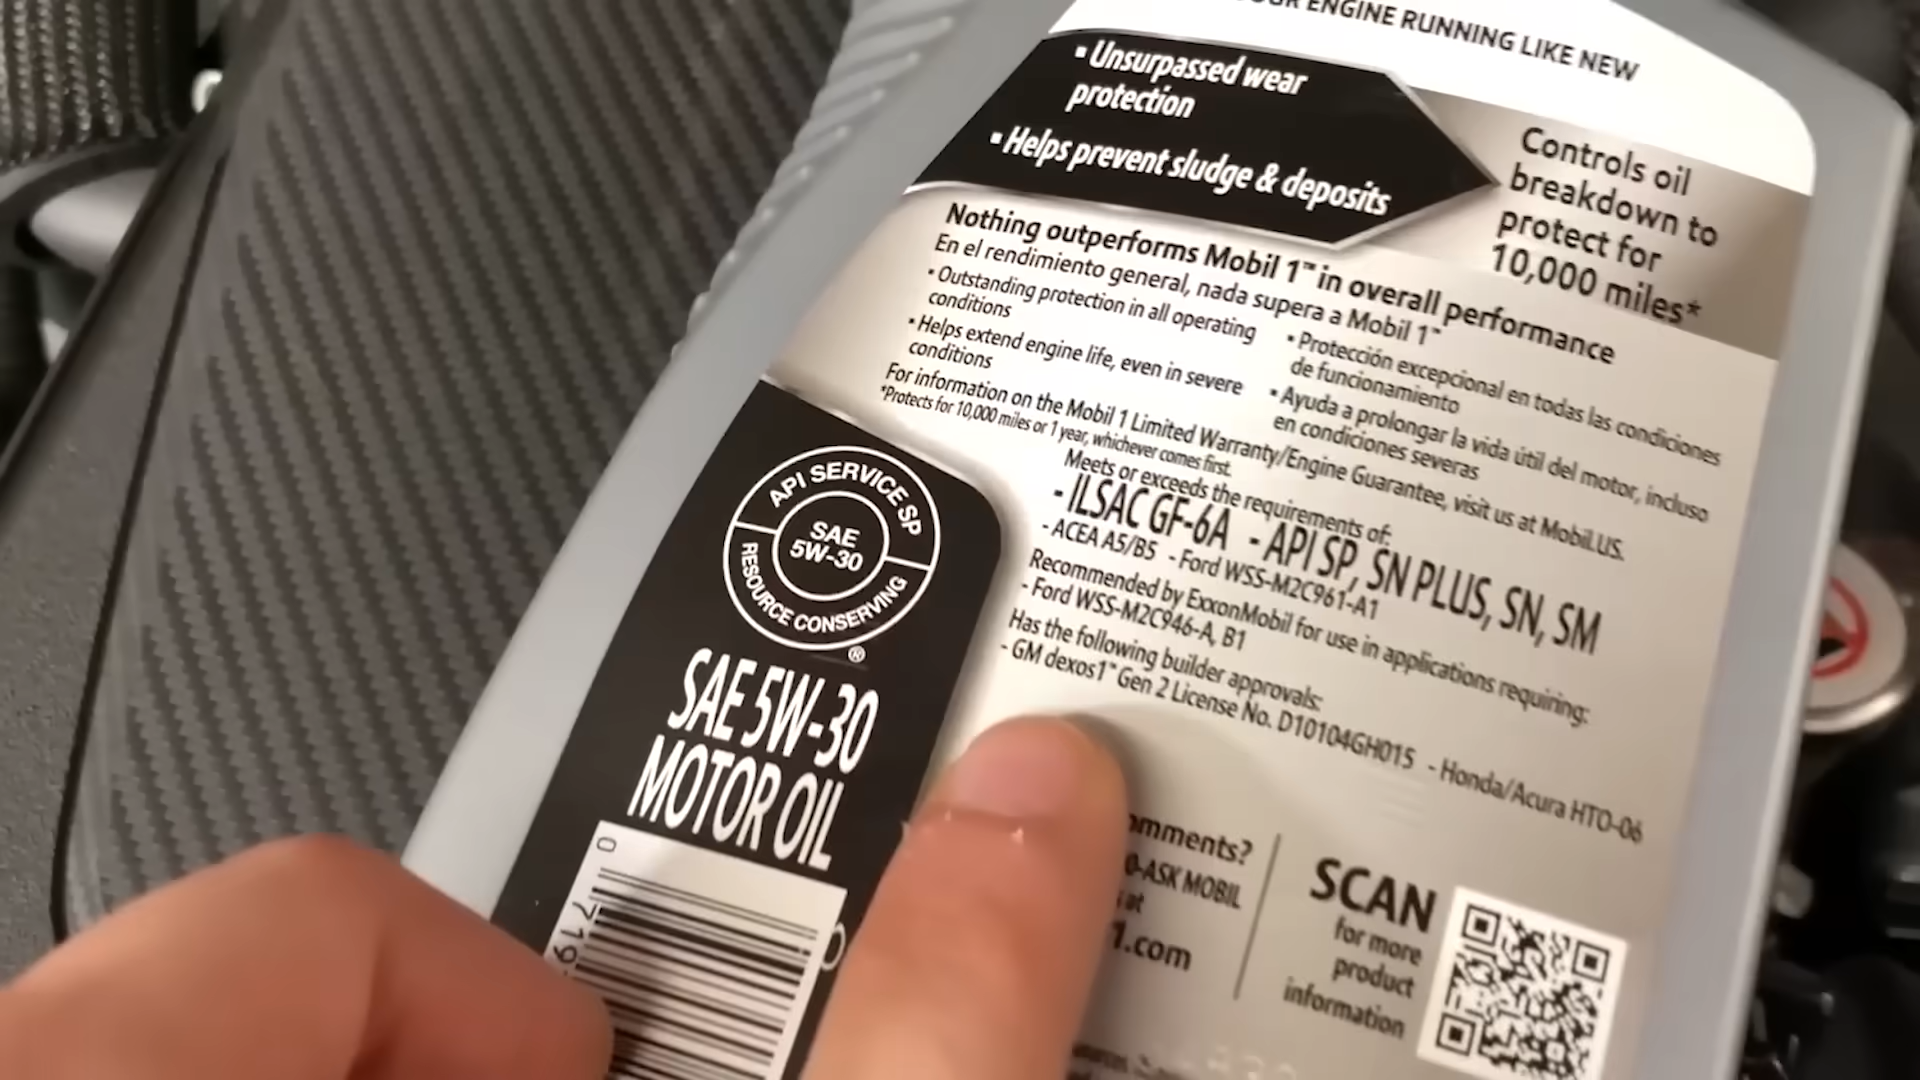 ENGINE RUNNING LIKE NEW
▪ Unsurpassed wear
protection
▪ Helps prevent sludge & deposits
Controls oil
breakdown to
protect for
10,000 miles*
Nothing outperforms Mobil 1™ in overall performance
En el rendimiento general, nada supera a Mobil 1™
▪ Outstanding protection in all operating
conditions
▪ Helps extend engine life, even in severe
conditions
▪ Protección excepcional en todas las condiciones
de funcionamiento
▪ Ayuda a prolongar la vida útil del motor, incluso
en condiciones severas
For information on the Mobil 1 Limited Warranty/Engine Guarantee, visit us at Mobil.US.
*Protects for 10,000 miles or 1 year, whichever comes first.
Meets or exceeds the requirements of:
- ILSAC GF-6A - API SP, SN PLUS, SN, SM
- ACEA A5/B5 - Ford WSS-M2C961-A1
Recommended by ExxonMobil for use in applications requiring:
- Ford WSS-M2C946-A, B1
Has the following builder approvals:
- GM dexos1™ Gen 2 License No. D10104GH015 - Honda/Acura HTO-06
API SERVICE SP
SAE
5W-30
RESOURCE CONSERVING
®
SAE 5W-30
MOTOR OIL
0
719
0-ASK MOBIL
at
1.com
SCAN
for more
product
information